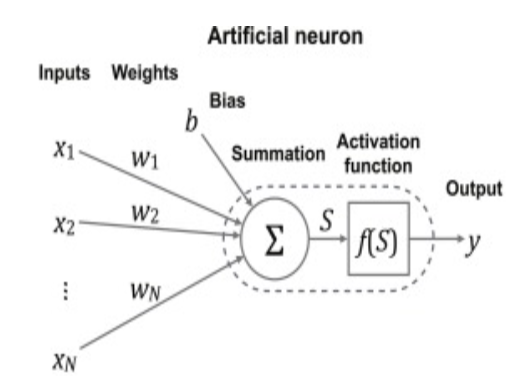 Artificial neuron
Inputs Weights
Bias
b
Summation
Activation
function
Output
x1
w1
x2
w2
⋮
wN
xN
Σ
S
f(S)
y